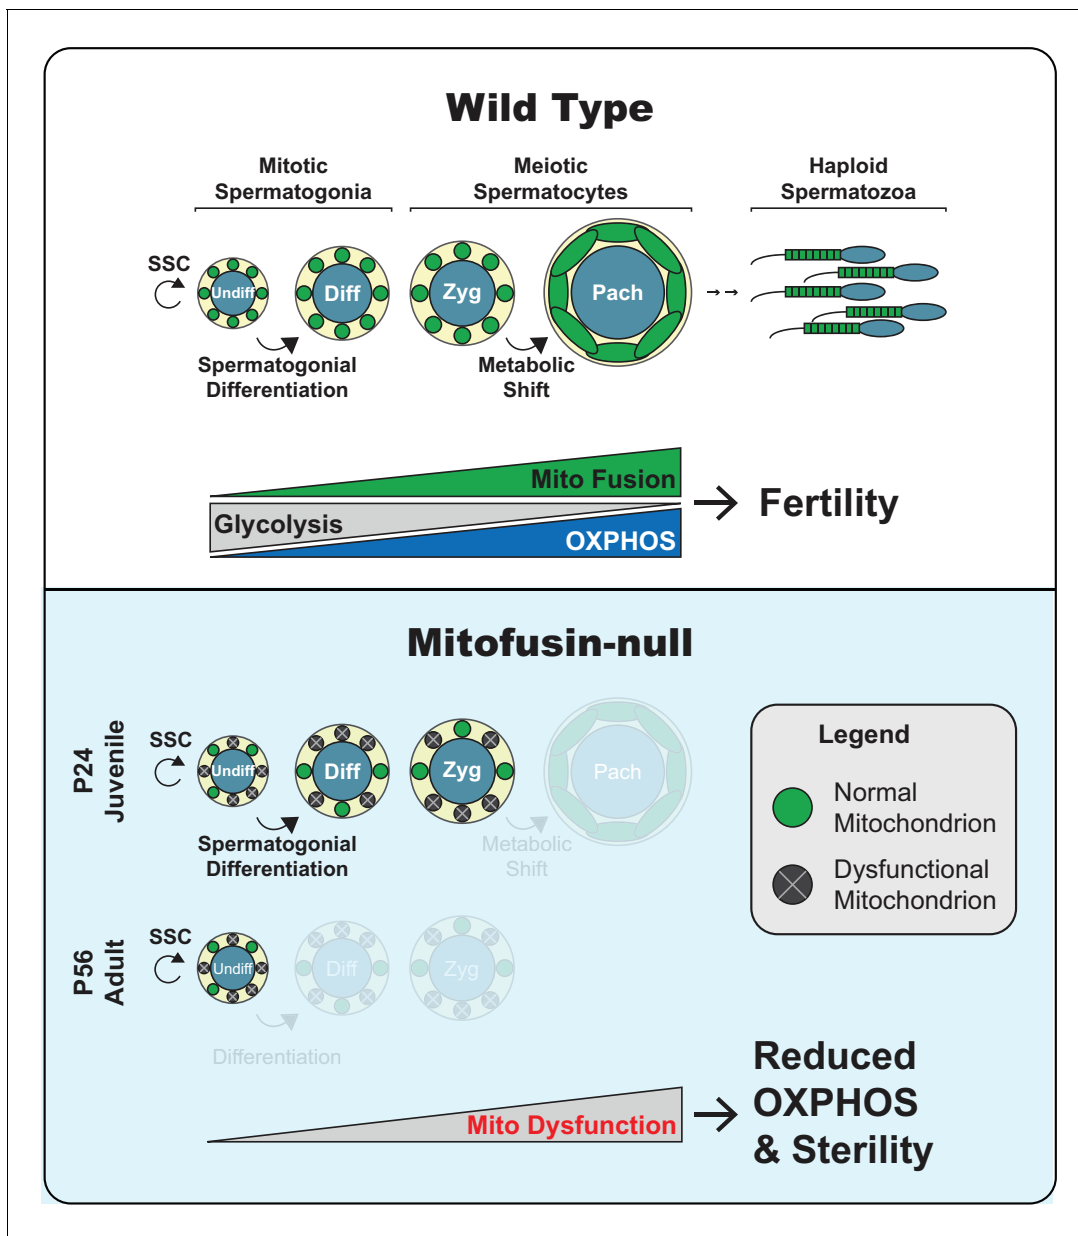 Wild Type
Mitotic
Spermatogonia
Meiotic
Spermatocytes
Haploid
Spermatozoa
SSC
Undiff
Diff
Zyg
Pach
Spermatogonial
Differentiation
Metabolic
Shift
Mito Fusion
Glycolysis
OXPHOS
Fertility
Mitofusin-null
P24
Juvenile
SSC
Undiff
Diff
Zyg
Pach
Spermatogonial
Differentiation
Metabolic
Shift
Legend
Normal
Mitochondrion
Dysfunctional
Mitochondrion
P56
Adult
SSC
Undiff
Diff
Zyg
Differentiation
Mito Dysfunction
Reduced
OXPHOS
& Sterility